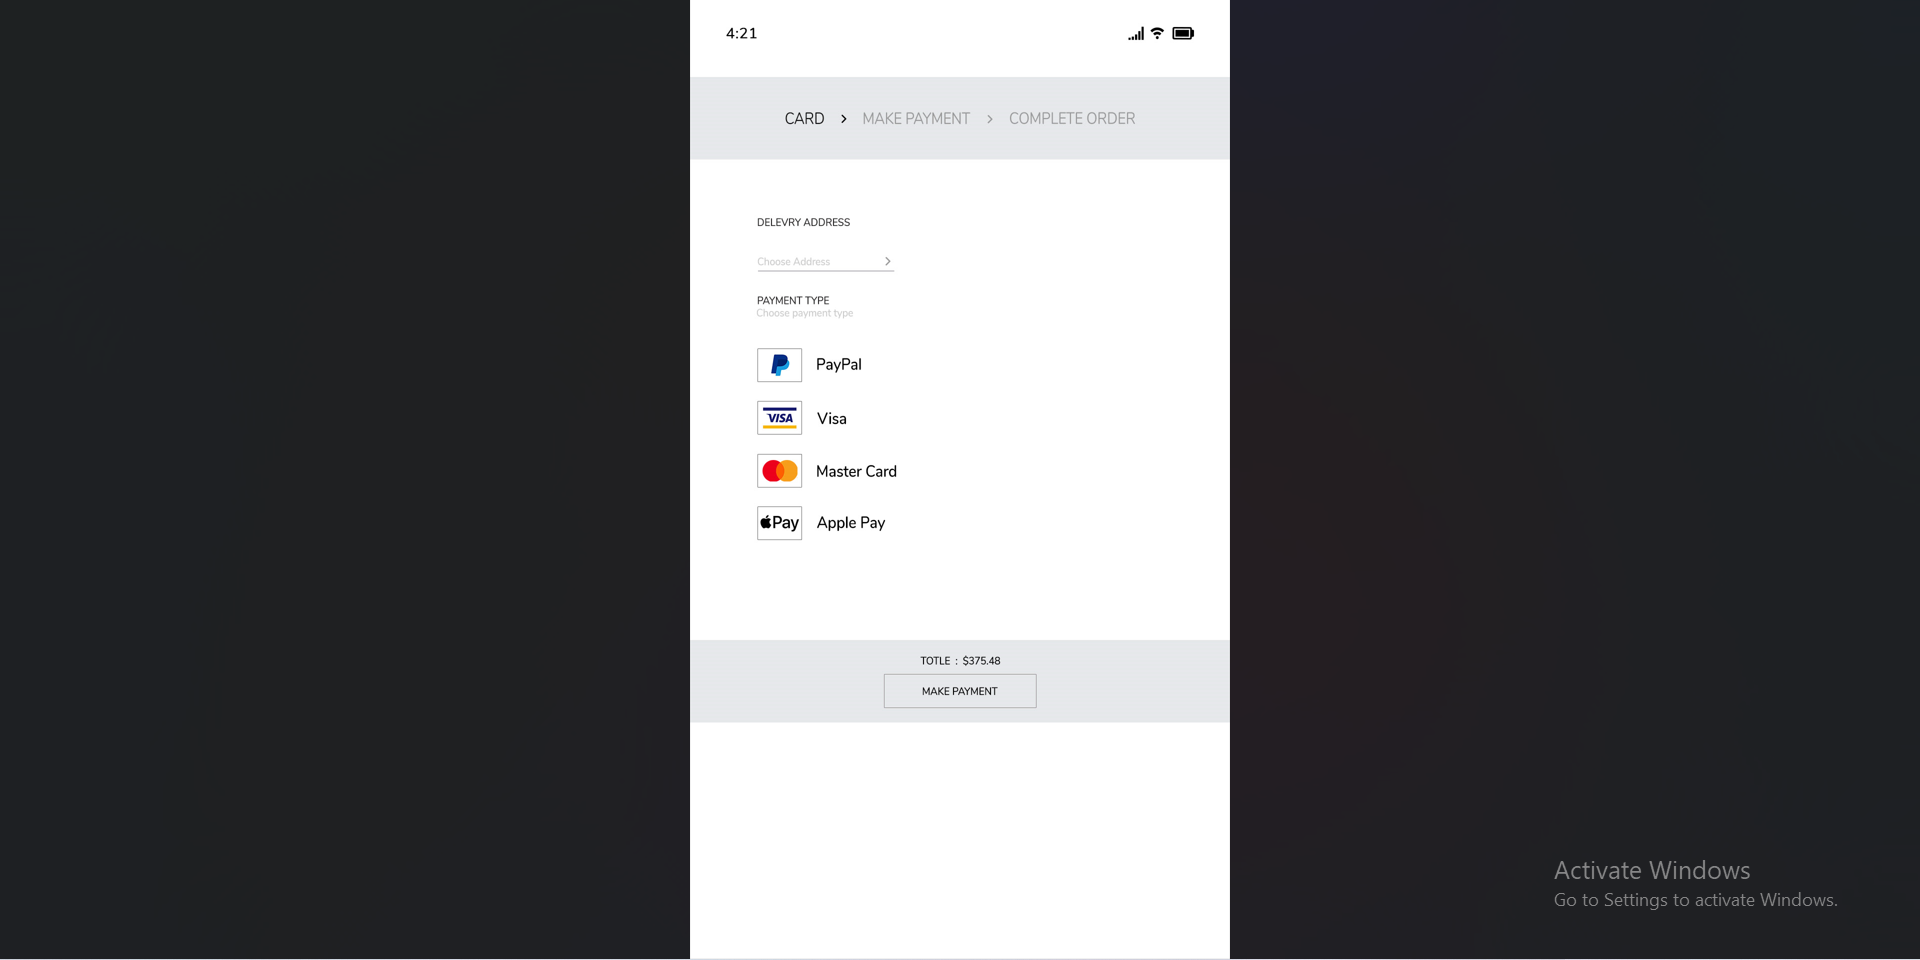 4:21
CARD > MAKE PAYMENT > COMPLETE ORDER
DELEVRY ADDRESS
Choose Address >
PAYMENT TYPE
Choose payment type
PayPal
VISA Visa
Master Card
Pay Apple Pay
TOTLE : $375.48
MAKE PAYMENT
Activate Windows
Go to Settings to activate Windows.